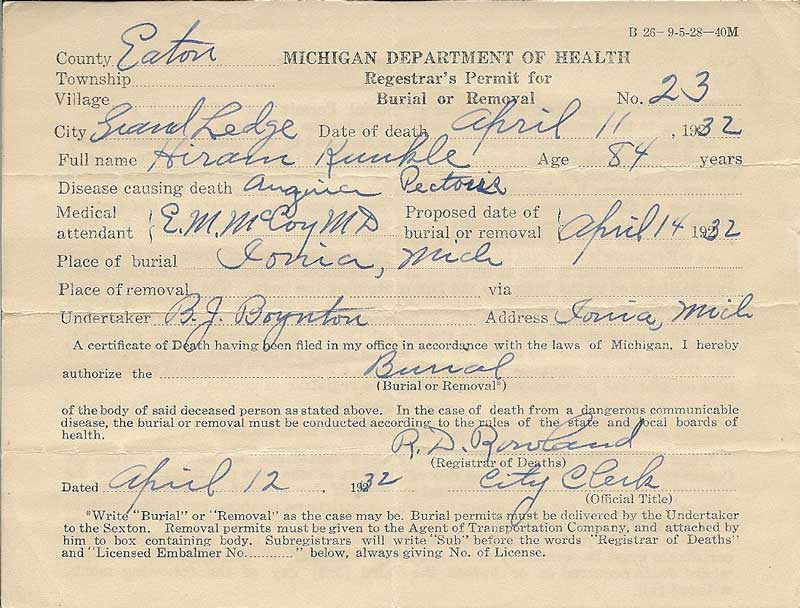 B 26-9-5-28-40M
County Eaton MICHIGAN DEPARTMENT OF HEALTH
Township Regestrar's Permit for
Village Burial or Removal No. 23
City Grand Ledge Date of death April 11, 1932
Full name Hiram Kunkle Age 84 years
Disease causing death Angina Pectoris
Medical attendant E. M. McCoy MD Proposed date of burial or removal April 14 1932
Place of burial Ionia, Mich
Place of removal via
Undertaker B. J. Boynton Address Ionia, Mich
A certificate of Death having been filed in my office in accordance with the laws of Michigan, I hereby
authorize the Burial
(Burial or Removal*)
of the body of said deceased person as stated above. In the case of death from a dangerous communicable
disease, the burial or removal must be conducted according to the rules of the state and local boards of
health.
R. D. Rowland
(Registrar of Deaths)
Dated April 12, 1932 City Clerk
(Official Title)
*Write "Burial" or "Removal" as the case may be. Burial permits must be delivered by the Undertaker
to the Sexton. Removal permits must be given to the Agent of Transportation Company, and attached by
him to box containing body. Subregistrars will write "Sub" before the words "Registrar of Deaths"
and "Licensed Embalmer No............" below, always giving No. of License.